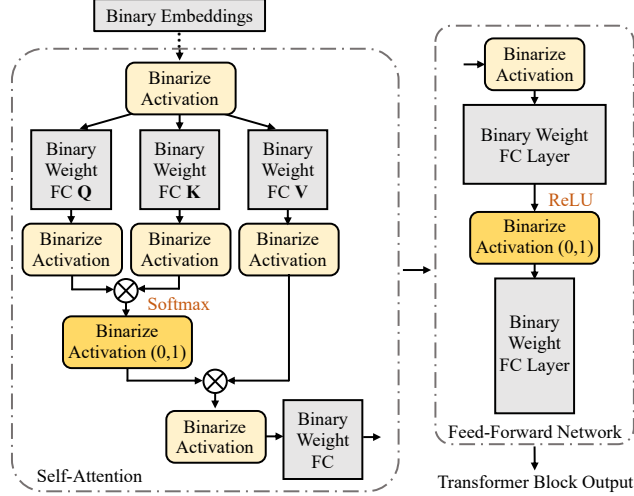 Binary Embeddings
Binarize
Activation
Binary
Weight
FC Q
Binary
Weight
FC K
Binary
Weight
FC V
Binarize
Activation
Binarize
Activation
Binarize
Activation
Softmax
Binarize
Activation (0,1)
Binarize
Activation
Binary
Weight
FC
Self-Attention
Binarize
Activation
Binary Weight
FC Layer
ReLU
Binarize
Activation (0,1)
Binary
Weight
FC Layer
Feed-Forward Network
Transformer Block Output